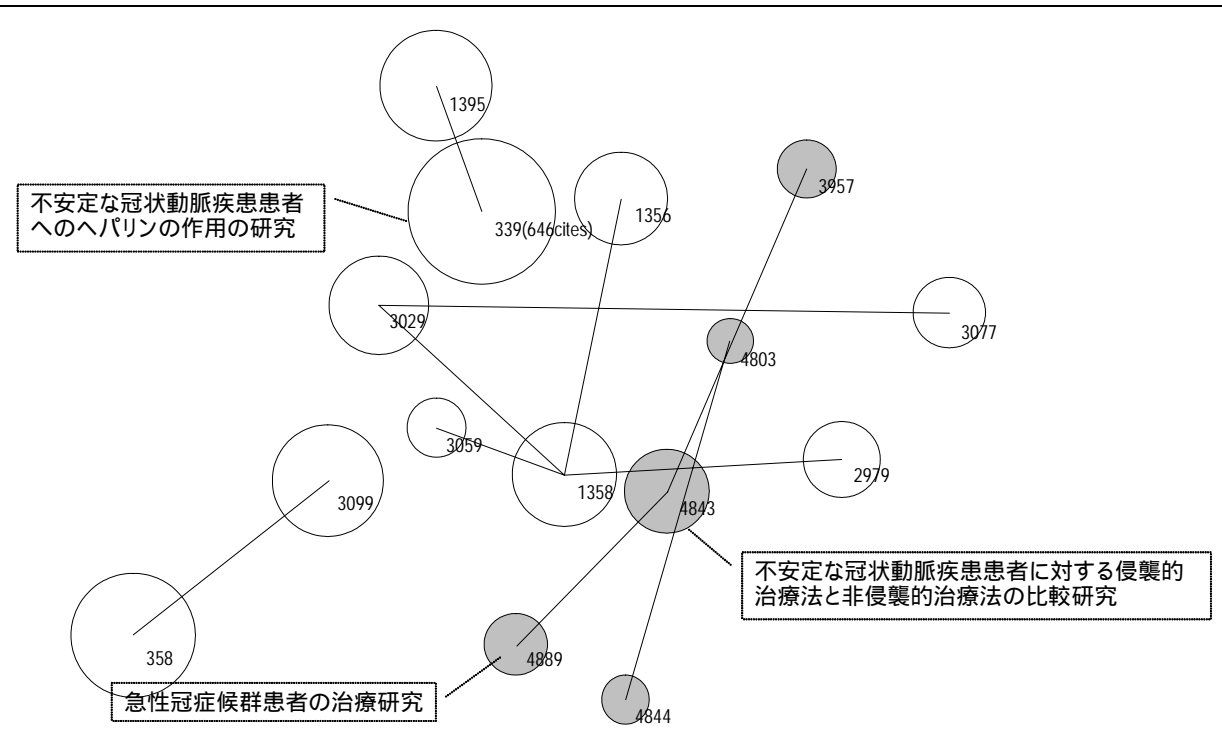 1395
3957
不安定な冠状動脈疾患患者
へのヘパリンの作用の研究
1356
339(646cites)
3029
3077
4803
3059
2979
1358
3099
4843
不安定な冠状動脈疾患患者に対する侵襲的
治療法と非侵襲的治療法の比較研究
358
4889
急性冠症候群患者の治療研究
4844